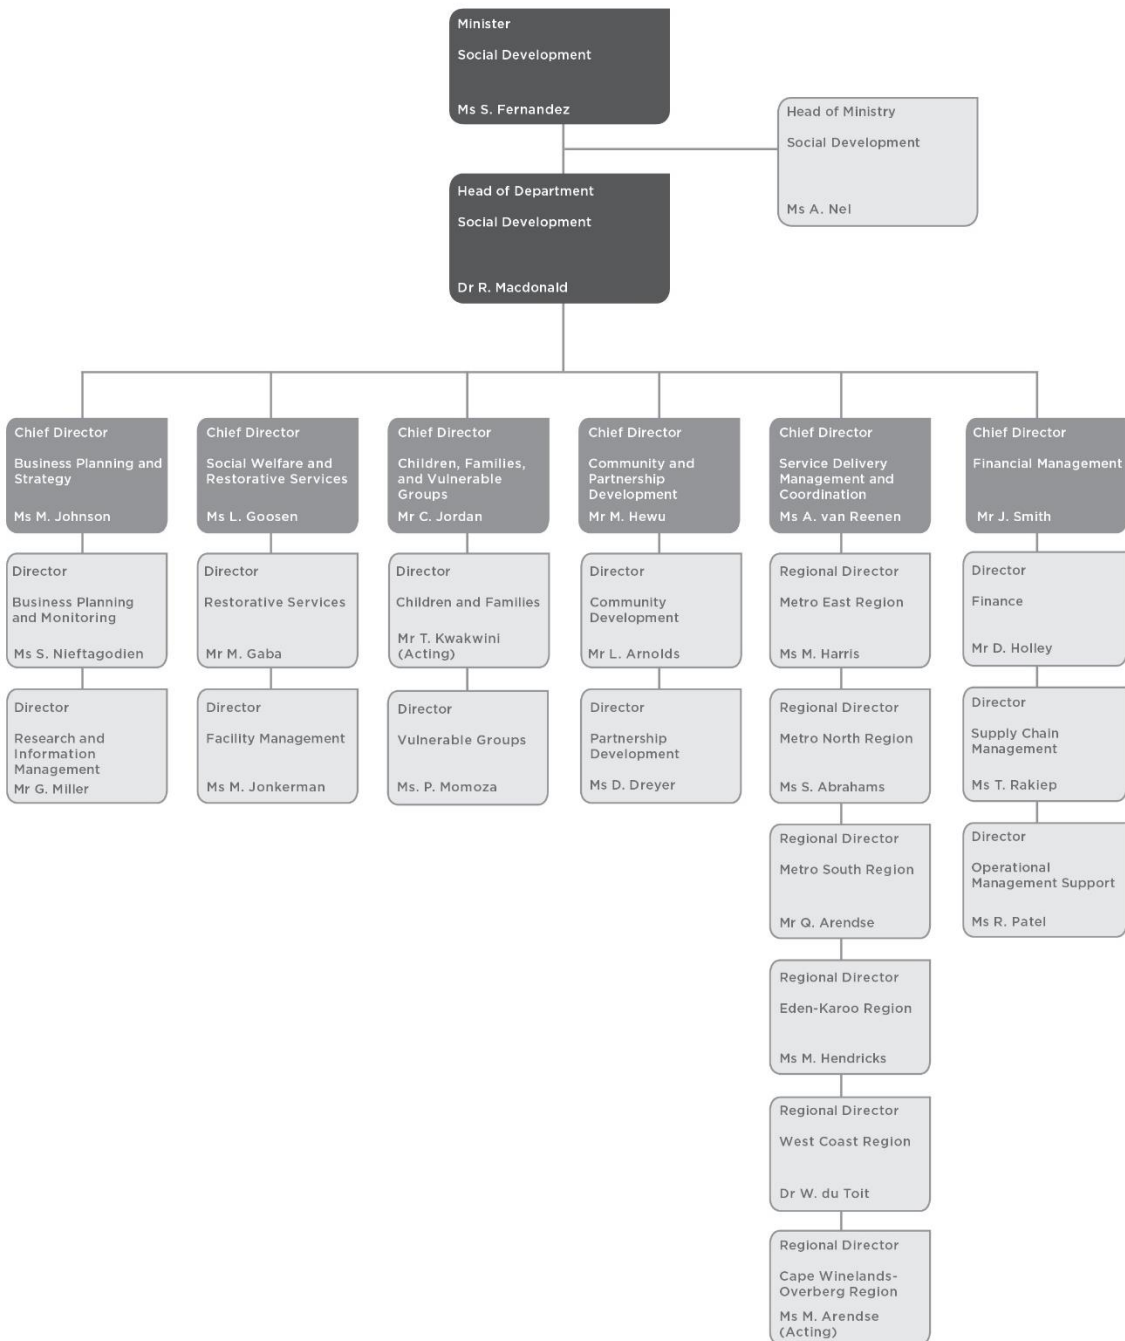 Minister
Social Development
Ms S. Fernandez
Head of Ministry
Social Development
Ms A. Nel
Head of Department
Social Development
Dr R. Macdonald
Chief Director
Business Planning and
Strategy
Ms M. Johnson
Chief Director
Social Welfare and
Restorative Services
Ms L. Goosen
Chief Director
Children, Families,
and Vulnerable
Groups
Mr C. Jordan
Chief Director
Community and
Partnership
Development
Mr M. Hewu
Chief Director
Service Delivery
Management and
Coordination
Ms A. van Reenen
Chief Director
Financial Management
Mr J. Smith
Director
Business Planning
and Monitoring
Ms S. Nieftagodien
Director
Restorative Services
Mr M. Gaba
Director
Children and Families
Mr T. Kwakwini
(Acting)
Director
Community
Development
Mr L. Arnolds
Regional Director
Metro East Region
Ms M. Harris
Director
Finance
Mr D. Holley
Director
Research and
Information
Management
Mr G. Miller
Director
Facility Management
Ms M. Jonkerman
Director
Vulnerable Groups
Ms. P. Momoza
Director
Partnership
Development
Ms D. Dreyer
Regional Director
Metro North Region
Ms S. Abrahams
Director
Supply Chain
Management
Ms T. Rakiep
Regional Director
Metro South Region
Mr Q. Arendse
Director
Operational
Management Support
Ms R. Patel
Regional Director
Eden-Karoo Region
Ms M. Hendricks
Regional Director
West Coast Region
Dr W. du Toit
Regional Director
Cape Winelands-
Overberg Region
Ms M. Arendse
(Acting)